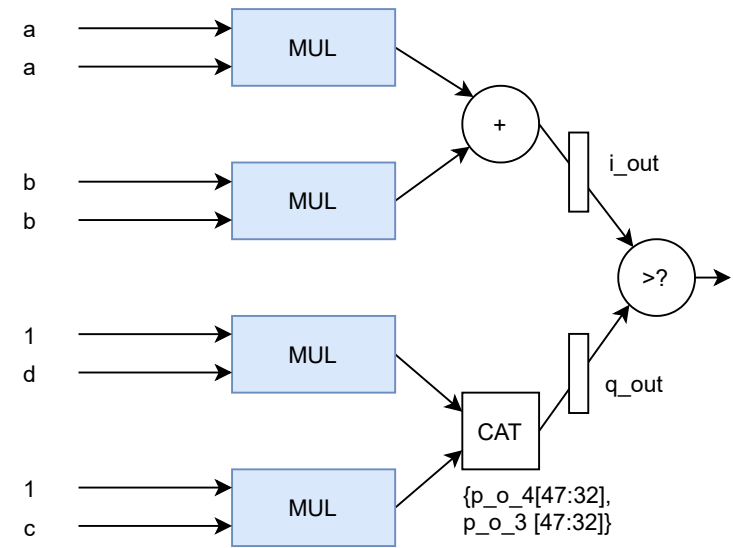 a
a
MUL
+
i_out
b
b
MUL
>?
1
d
MUL
q_out
CAT
1
c
MUL
{p_o_4[47:32],
p_o_3 [47:32]}